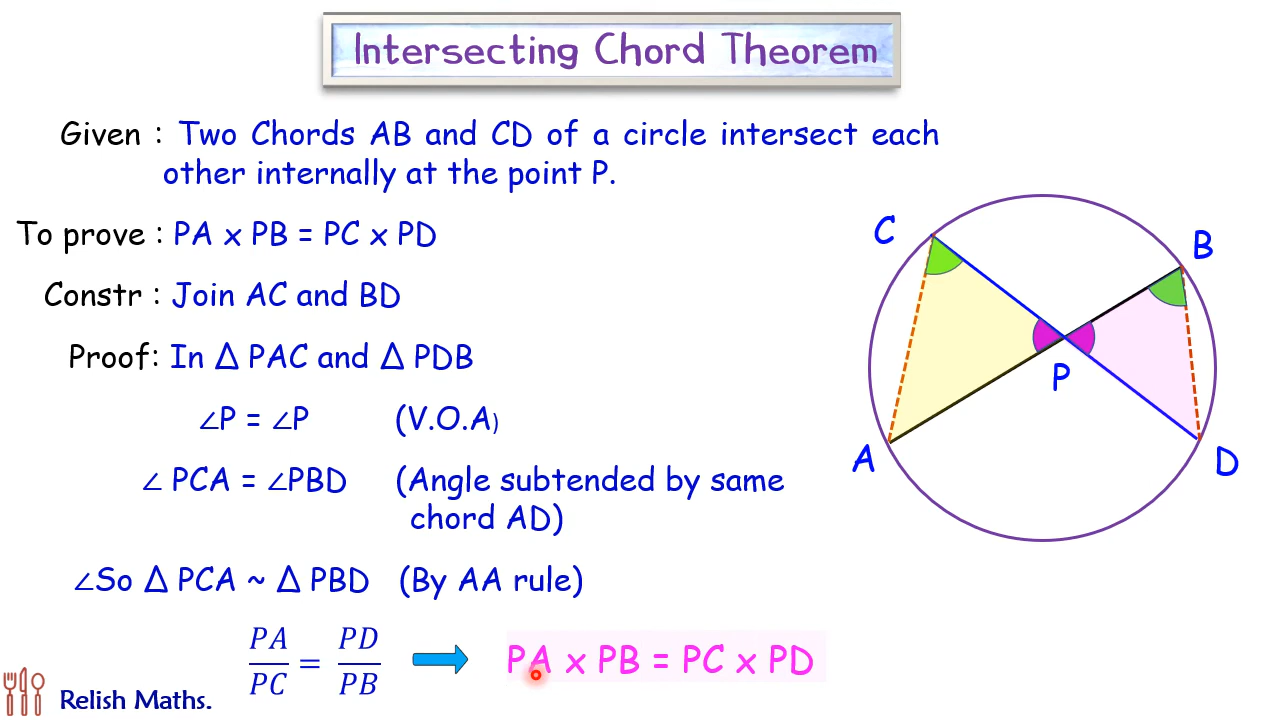 Intersecting Chord Theorem
Given : Two Chords AB and CD of a circle intersect each
other internally at the point P.
To prove : PA x PB = PC x PD
Constr : Join AC and BD
Proof: In Δ PAC and Δ PDB
∠P = ∠P (V.O.A)
∠ PCA = ∠PBD (Angle subtended by same
chord AD)
∠So Δ PCA ~ Δ PBD (By AA rule)
PA/PC = PD/PB PA x PB = PC x PD
C
B
P
A
D
Relish Maths.